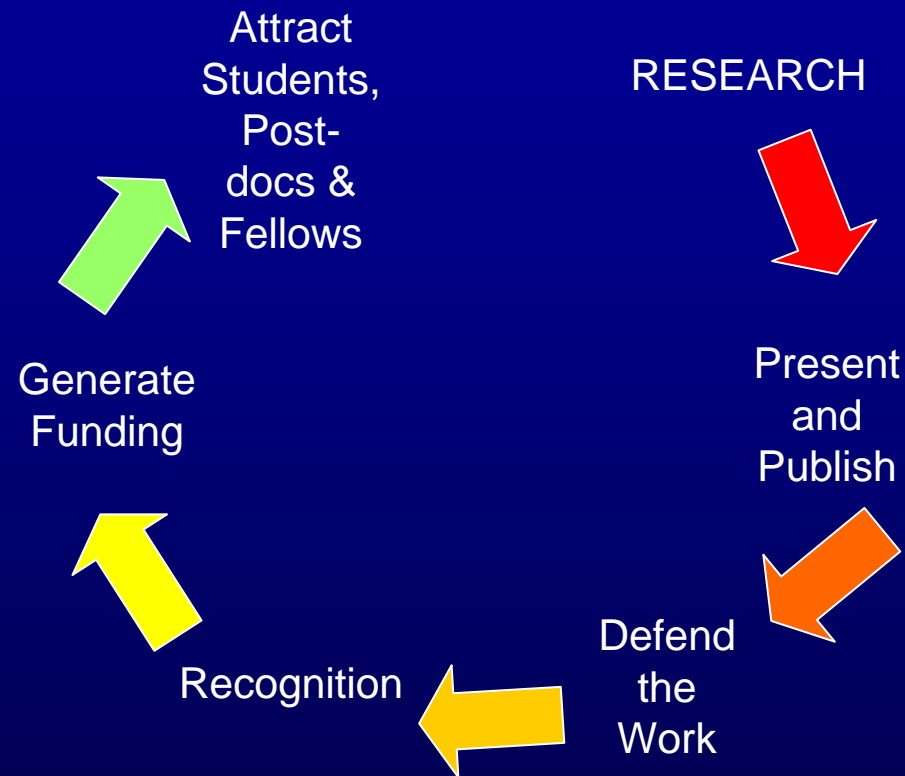 RESEARCH
Present
and
Publish
Defend
the
Work
Recognition
Generate
Funding
Attract
Students,
Post-
docs &
Fellows